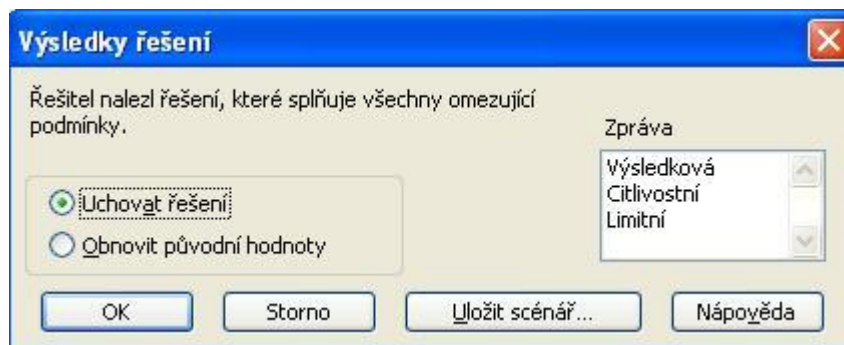 Výsledky řešení
Řešitel nalezl řešení, které splňuje všechny omezující
podmínky.
Zpráva
Výsledková
Citlivostní
Limitní
Uchovat řešení
Obnovit původní hodnoty
OK
Storno
Uložit scénář...
Nápověda